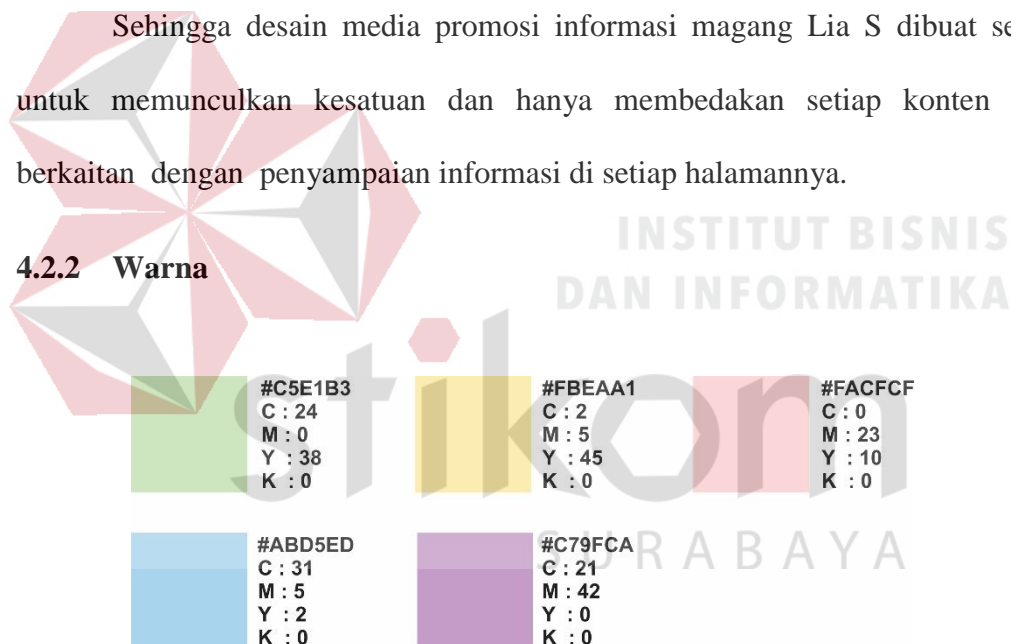 Sehingga desain media promosi informasi magang Lia S dibuat se
untuk memunculkan kesatuan dan hanya membedakan setiap konten
berkaitan dengan penyampaian informasi di setiap halamannya.
INSTITUT BISNIS
DAN INFORMATIKA
4.2.2 Warna
stikom
SURABAYA
#C5E1B3
C : 24
M : 0
Y : 38
K : 0
#FBEAA1
C : 2
M : 5
Y : 45
K : 0
#FACFCF
C : 0
M : 23
Y : 10
K : 0
#ABD5ED
C : 31
M : 5
Y : 2
K : 0
#C79FCA
C : 21
M : 42
Y : 0
K : 0